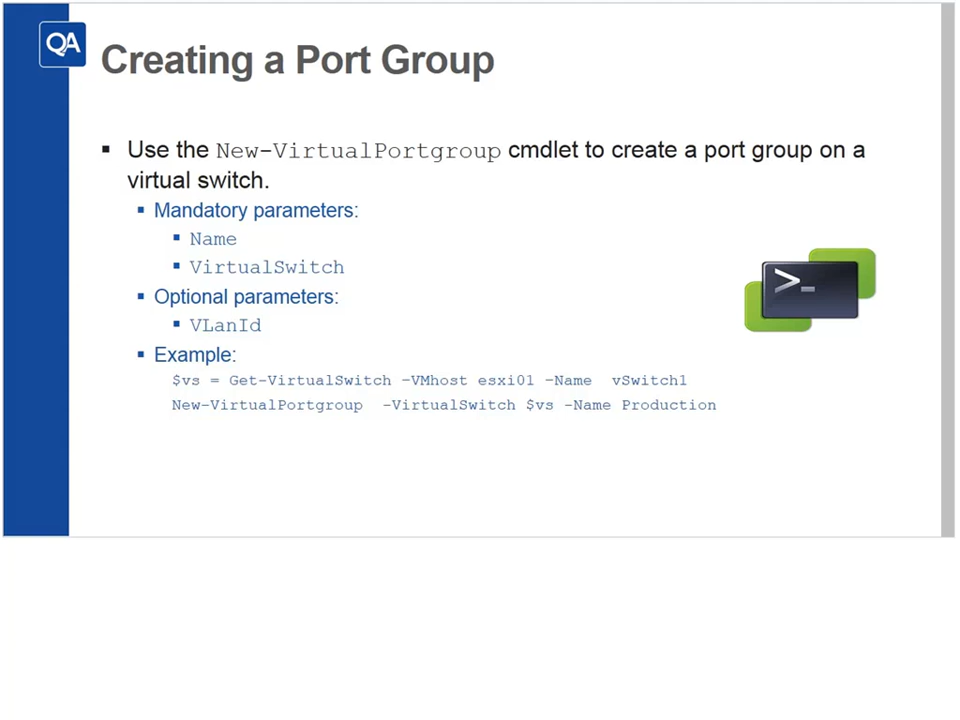 QA
Creating a Port Group
▪ Use the New-VirtualPortgroup cmdlet to create a port group on a
virtual switch.
▪ Mandatory parameters:
▪ Name
▪ VirtualSwitch
▪ Optional parameters:
▪ VLanId
▪ Example:
$vs = Get-VirtualSwitch –VMhost esxi01 –Name vSwitch1
New-VirtualPortgroup -VirtualSwitch $vs -Name Production
>_